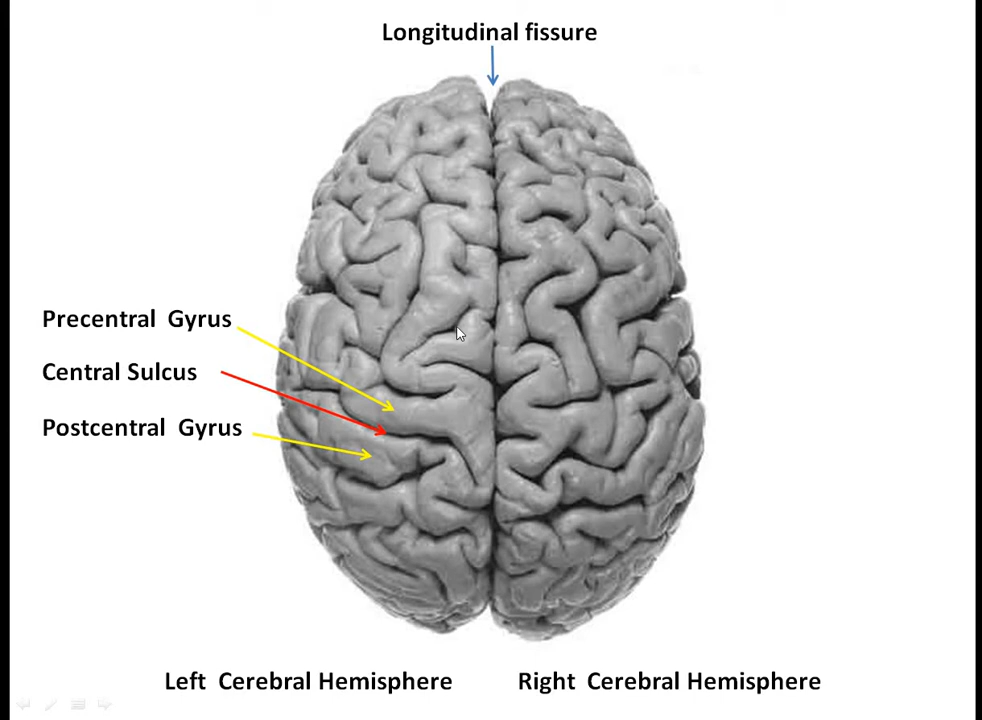 Longitudinal fissure
Precentral Gyrus
Central Sulcus
Postcentral Gyrus
Left Cerebral Hemisphere
Right Cerebral Hemisphere